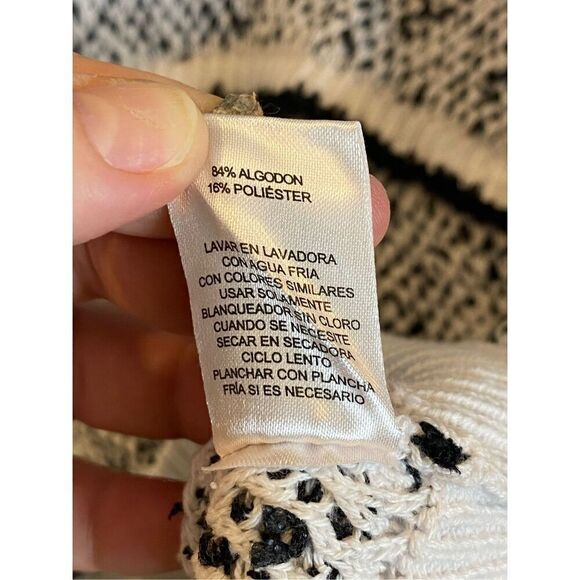 84% ALGODON
16% POLIÉSTER
LAVAR EN LAVADORA
CON AGUA FRIA
CON COLORES SIMILARES
USAR SOLAMENTE
BLANQUEADOR SIN CLORO
CUANDO SE NECESITE
SECAR EN SECADORA
CICLO LENTO
PLANCHAR CON PLANCHA
FRÍA SI ES NECESARIO